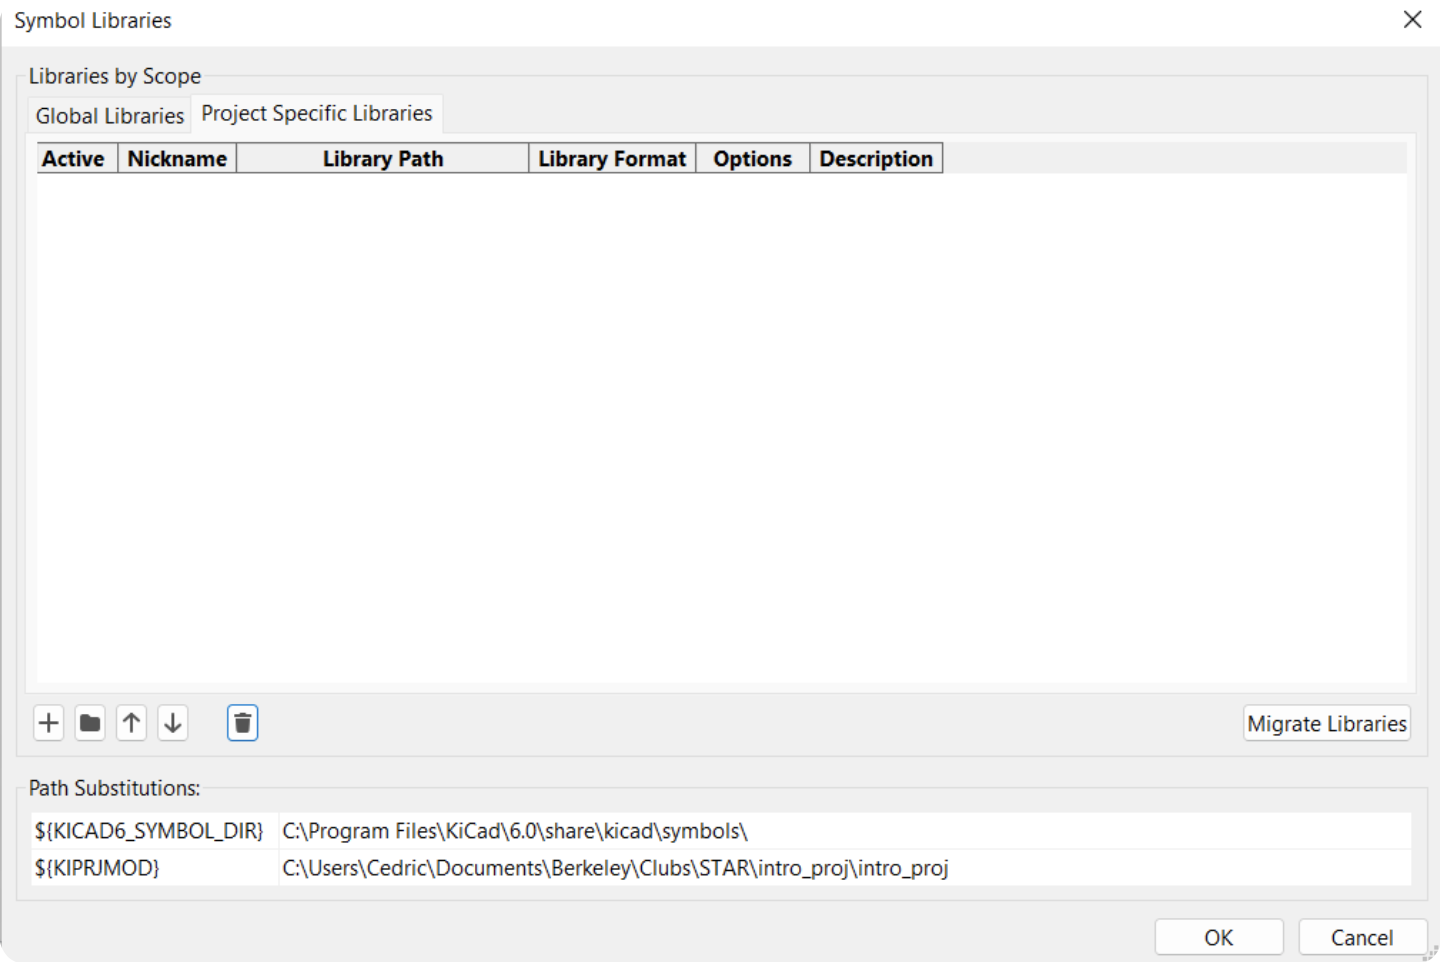 Symbol Libraries
Libraries by Scope
Global Libraries Project Specific Libraries
Active Nickname Library Path Library Format Options Description
Migrate Libraries
Path Substitutions:
${KICAD6_SYMBOL_DIR} C:\Program Files\KiCad\6.0\share\kicad\symbols\
${KIPRJMOD} C:\Users\Cedric\Documents\Berkeley\Clubs\STAR\intro_proj\intro_proj
OK Cancel